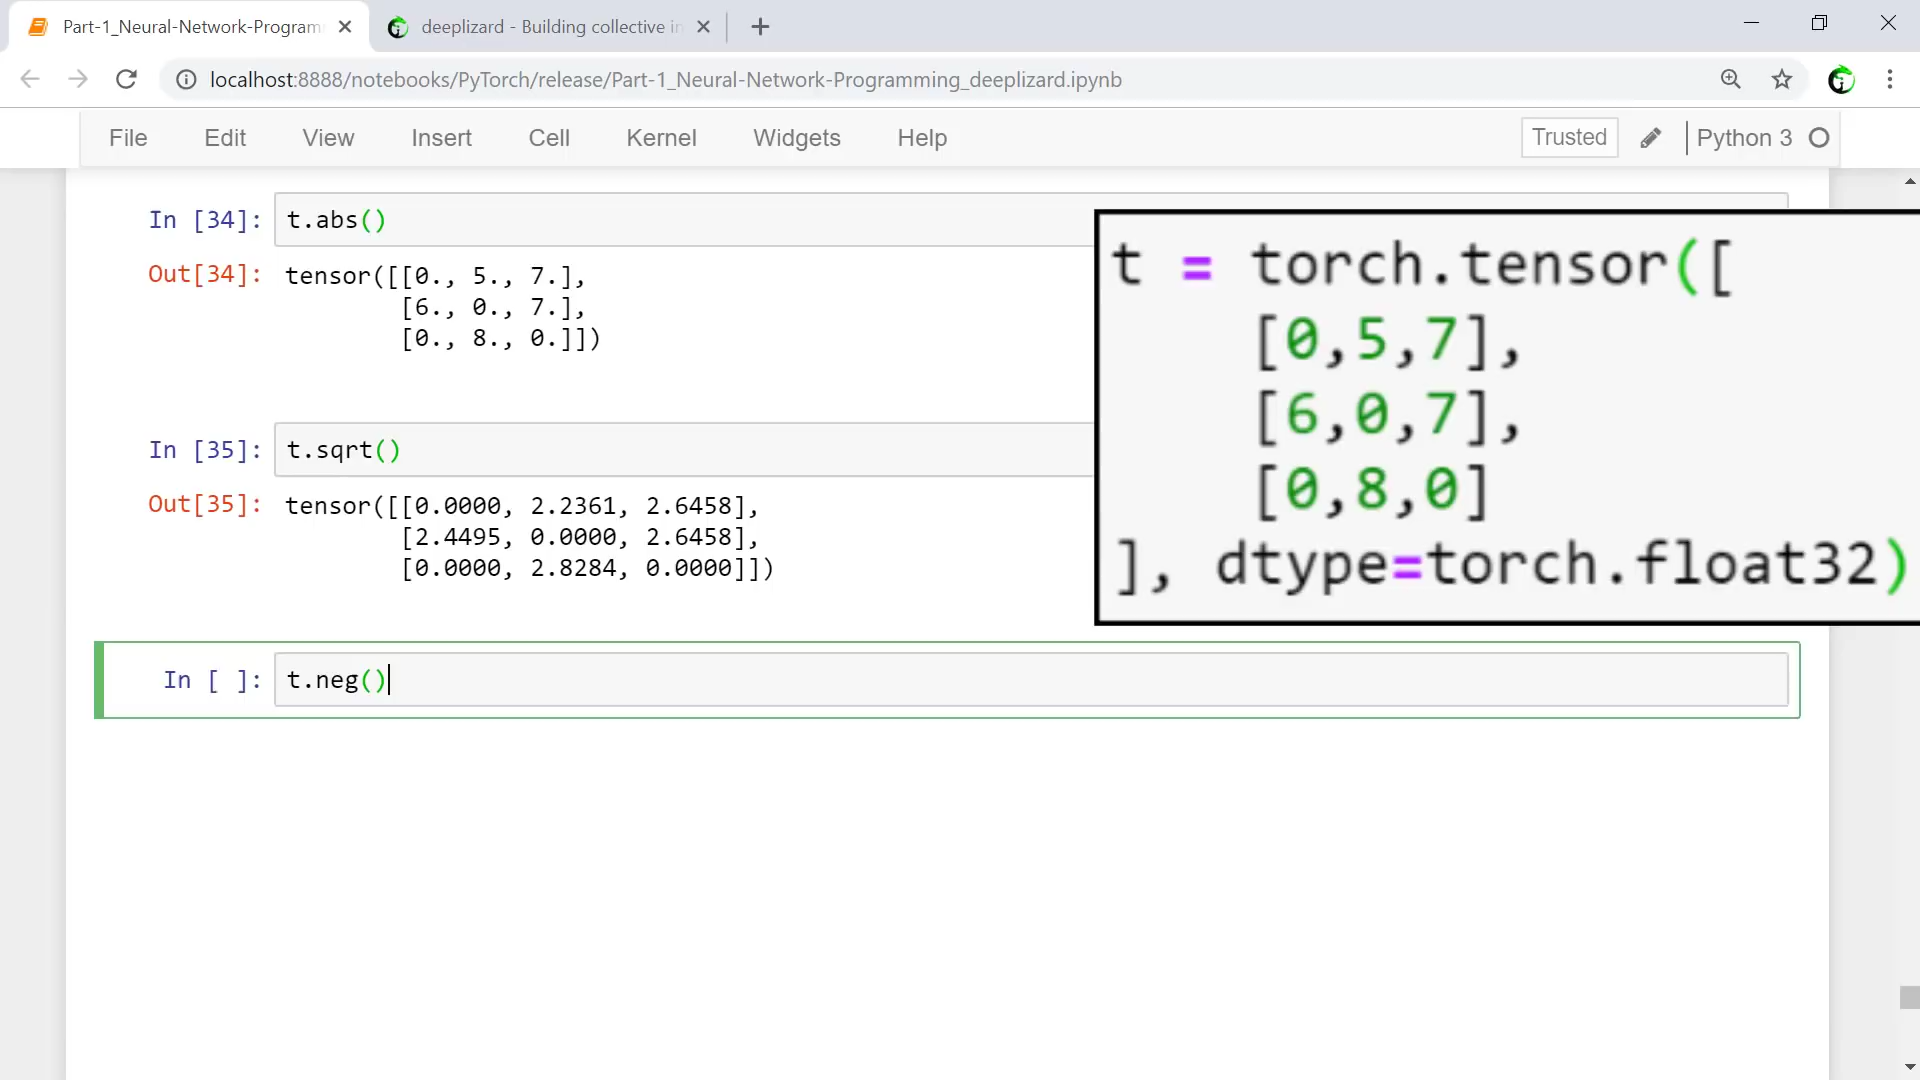 Part-1_Neural-Network-Program
deeplizard - Building collective in
localhost:8888/notebooks/PyTorch/release/Part-1_Neural-Network-Programming_deeplizard.ipynb
File Edit View Insert Cell Kernel Widgets Help Trusted Python 3
In [34]: t.abs()
Out[34]: tensor([[0., 5., 7.],
[6., 0., 7.],
[0., 8., 0.]])
In [35]: t.sqrt()
Out[35]: tensor([[0.0000, 2.2361, 2.6458],
[2.4495, 0.0000, 2.6458],
[0.0000, 2.8284, 0.0000]])
In [ ]: t.neg()
t = torch.tensor([
[0,5,7],
[6,0,7],
[0,8,0]
], dtype=torch.float32)